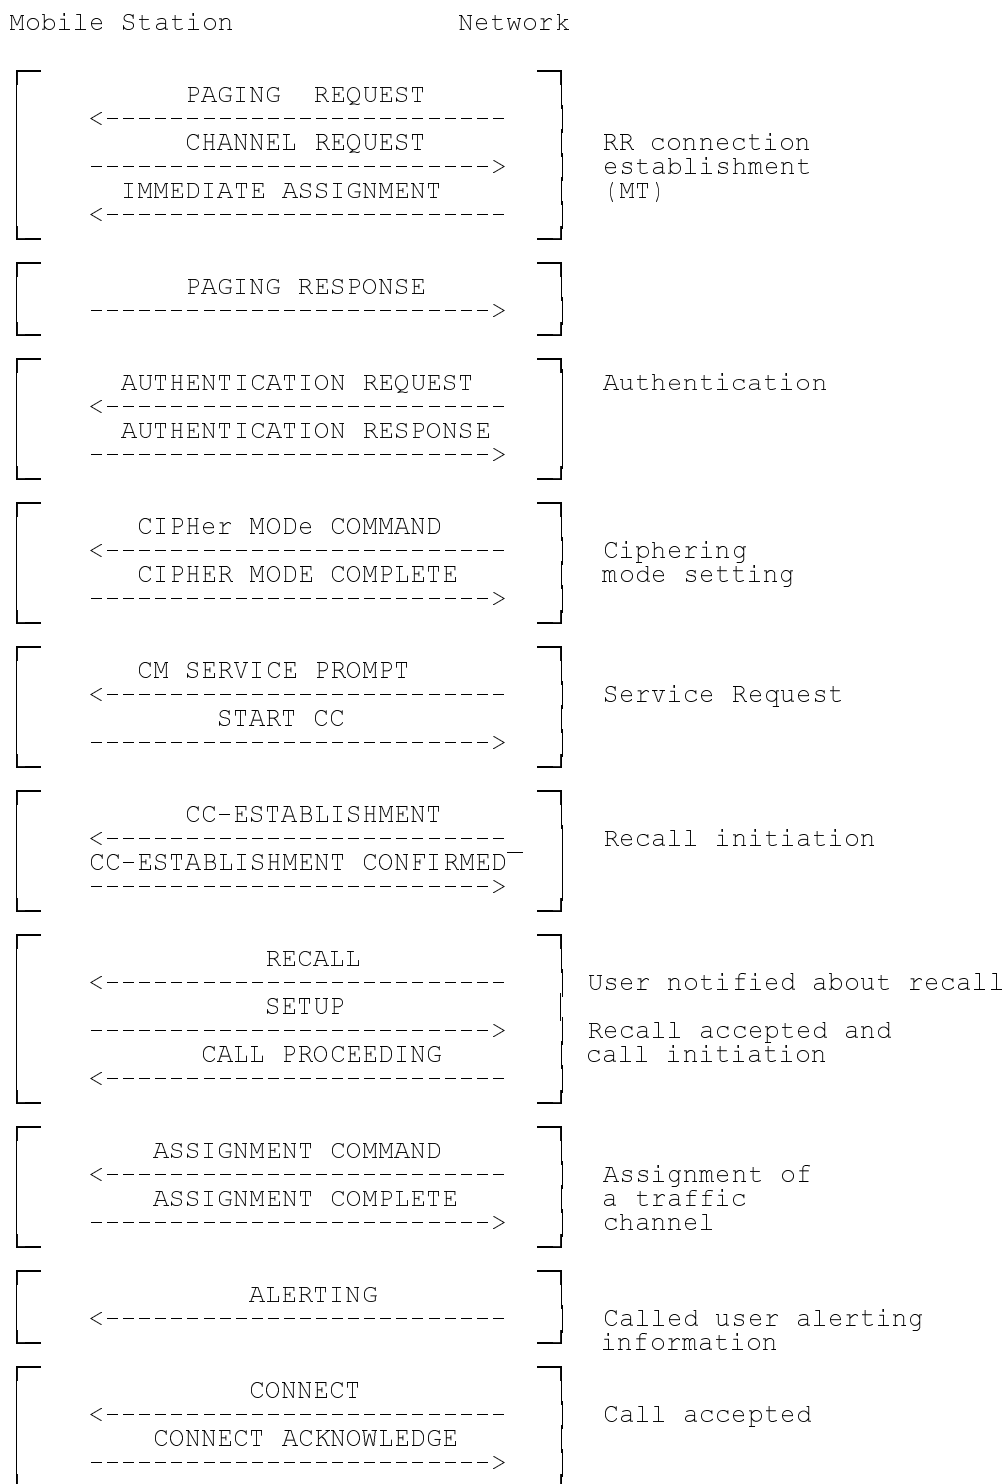 Mobile Station Network
PAGING REQUEST
<--------------------------
CHANNEL REQUEST
RR connection
------------------------->
establishment
IMMEDIATE ASSIGNMENT
(MT)
<-------------------------
PAGING RESPONSE
------------------------->
AUTHENTICATION REQUEST
Authentication
<-------------------------
AUTHENTICATION RESPONSE
------------------------->
CIPHer MODe COMMAND
<-------------------------
Ciphering
CIPHER MODE COMPLETE
mode setting
------------------------->
CM SERVICE PROMPT
<-------------------------
Service Request
START CC
------------------------->
CC-ESTABLISHMENT
<-------------------------
Recall initiation
CC-ESTABLISHMENT CONFIRMED
------------------------->
RECALL
<-------------------------
User notified about recall
SETUP
------------------------->
Recall accepted and
CALL PROCEEDING
call initiation
<-------------------------
ASSIGNMENT COMMAND
<-------------------------
Assignment of
ASSIGNMENT COMPLETE
a traffic
------------------------->
channel
ALERTING
<-------------------------
Called user alerting
information
CONNECT
<-------------------------
Call accepted
CONNECT ACKNOWLEDGE
------------------------->